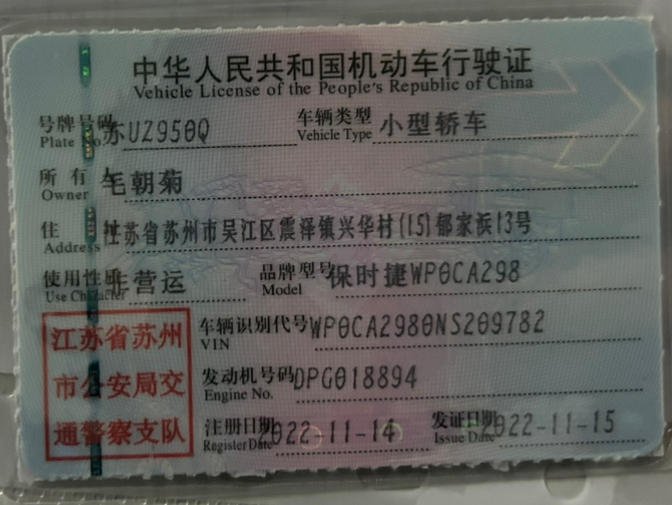 中华人民共和国机动车行驶证
Vehicle License of the People's Republic of China
号牌号码 苏UZ950Q 车辆类型 小型轿车
Plate No. Vehicle Type
所有人 毛朝菊
Owner
住址 江苏省苏州市吴江区震泽镇兴华村(15)郁家浜13号
Address
使用性质 非营运 品牌型号 保时捷WP0CA298
Use Character Model
江苏省苏州
市公安局交
通警察支队
车辆识别代号 WP0CA2980NS209782
VIN
发动机号码 DPG018894
Engine No.
注册日期 2022-11-14 发证日期 2022-11-15
Register Date Issue Date